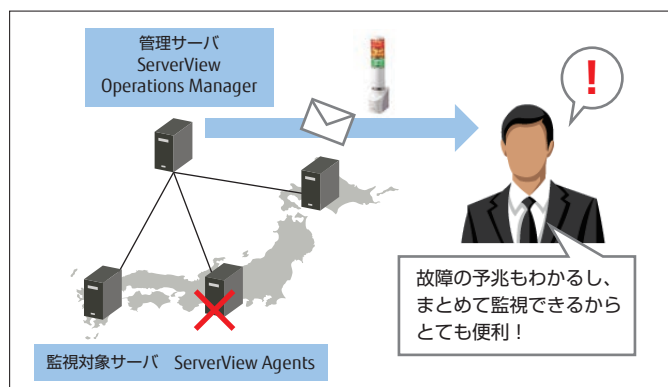 管理サーバ
ServerView
Operations Manager
!
故障の予兆もわかるし、
まとめて監視できるから
とても便利！
監視対象サーバ　ServerView Agents